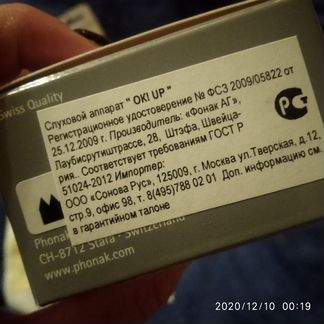 Swiss Quality
Слуховой аппарат " OK! UP "
Регистрационное удостоверение № ФСЗ 2009/05822 от
25.12.2009 г. Производитель: «Фонак АГ»,
Лаубисрутиштрассе, 28, Штэфа, Швейца-
рия.. Соответствует требованиям ГОСТ Р
51024-2012 Импортер:
ООО «Сонова Рус», 125009, г. Москва ул.Тверская, д.12,
стр.9, офис 98, т. 8(495)788 02 01 Доп. информацию см.
в гарантийном талоне
Phonak
CH-8712 Stäfa - Switzerland
www.phonak.com
2020/12/10 00:19